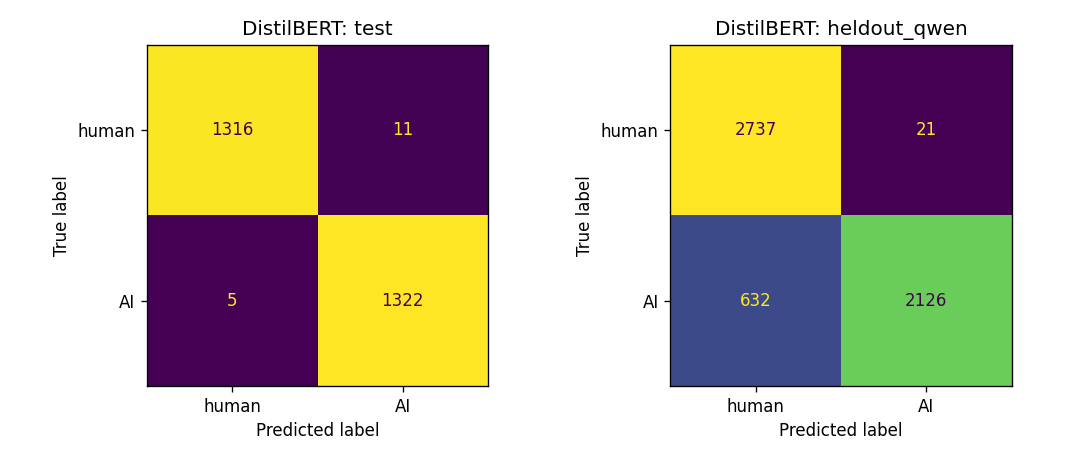 DistilBERT: test
True label
human
1316
11
AI
5
1322
human
AI
Predicted label
DistilBERT: heldout_qwen
True label
human
2737
21
AI
632
2126
human
AI
Predicted label